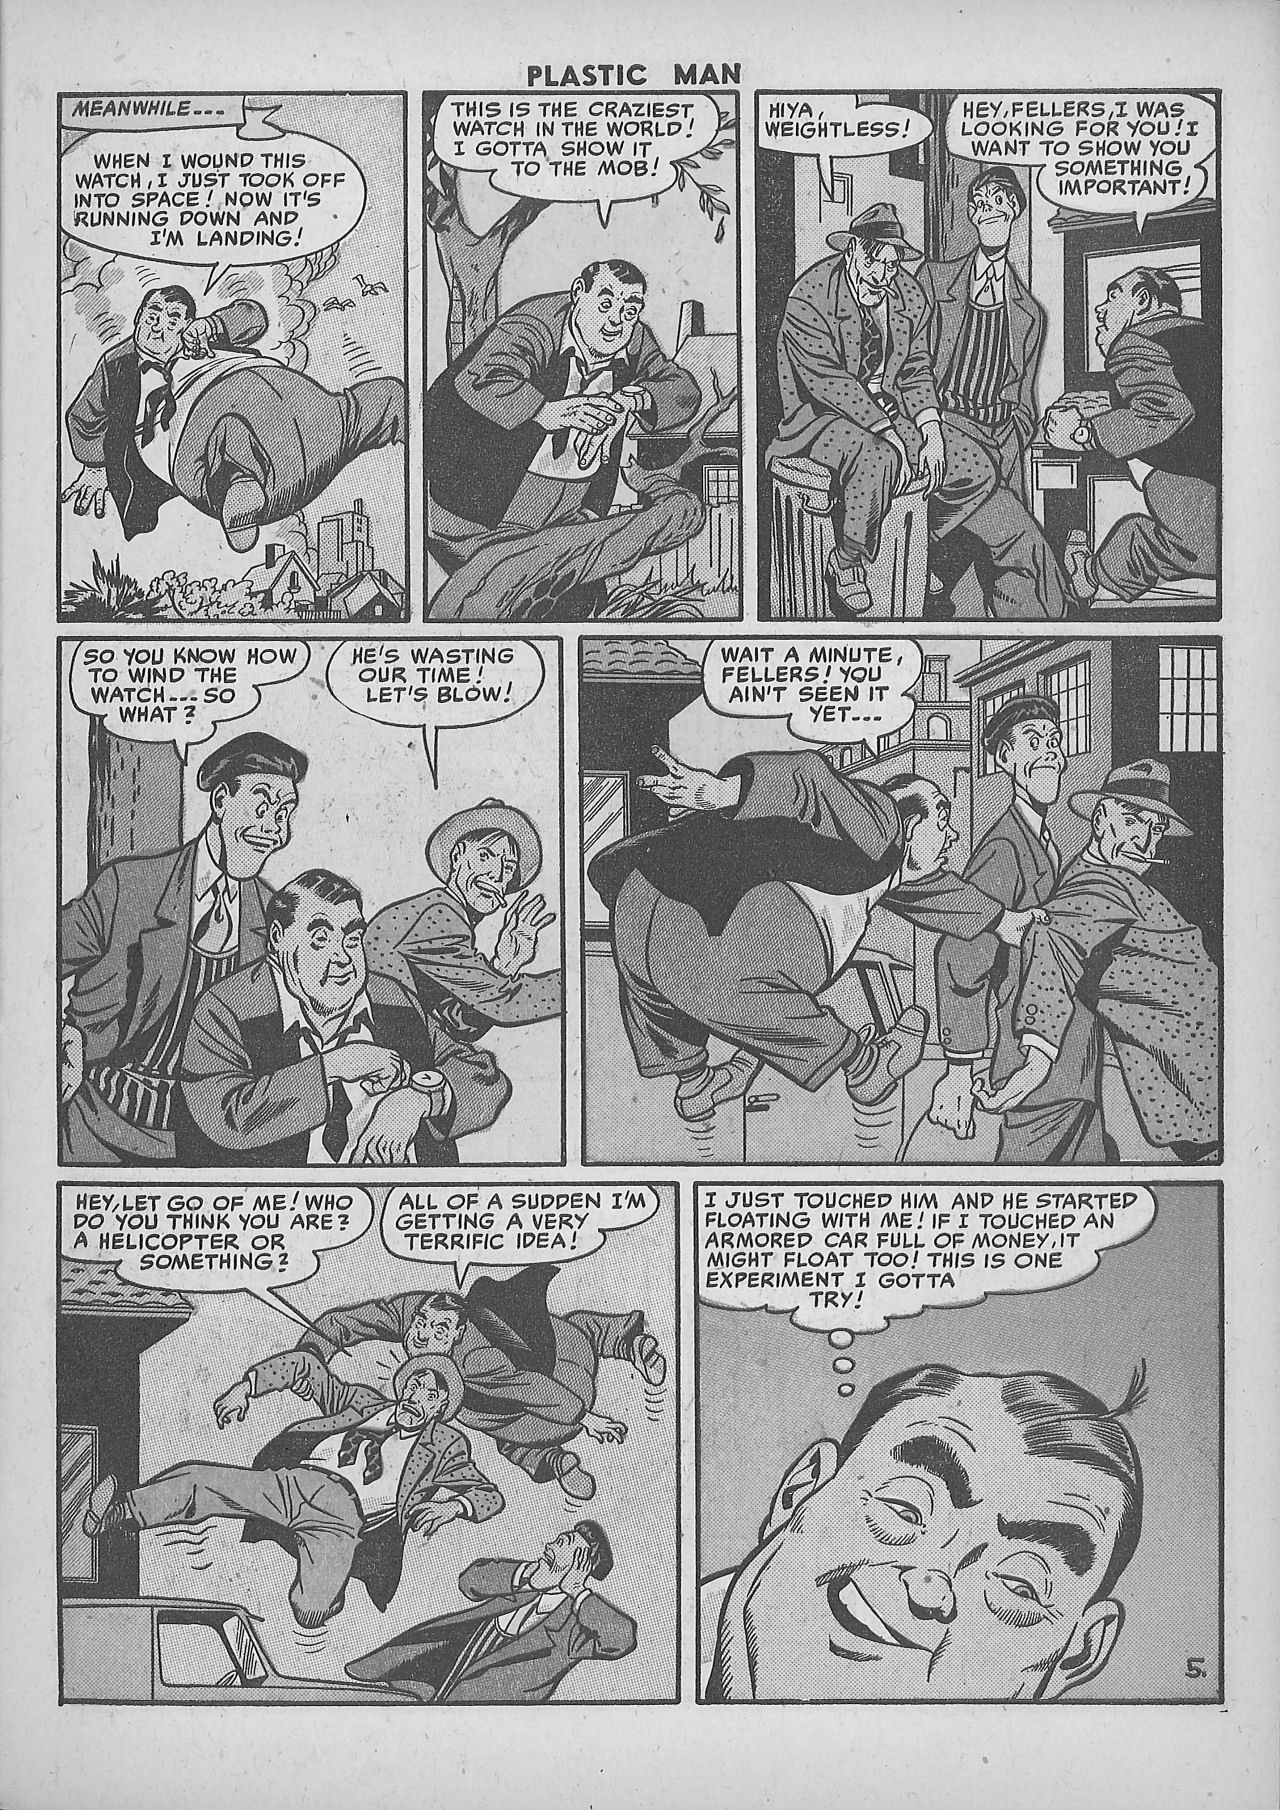 PLASTIC MAN
MEANWHILE---
WHEN I WOUND THIS
WATCH, I JUST TOOK OFF
INTO SPACE! NOW IT'S
RUNNING DOWN AND
I'M LANDING!
THIS IS THE CRAZIEST
WATCH IN THE WORLD!
I GOTTA SHOW IT
TO THE MOB!
HIYA,
WEIGHTLESS!
HEY, FELLERS, I WAS
LOOKING FOR YOU! I
WANT TO SHOW YOU
SOMETHING
IMPORTANT!
SO YOU KNOW HOW
TO WIND THE
WATCH---SO
WHAT?
HE'S WASTING
OUR TIME!
LET'S BLOW!
WAIT A MINUTE,
FELLERS! YOU
AIN'T SEEN IT
YET---
HEY, LET GO OF ME! WHO
DO YOU THINK YOU ARE?
A HELICOPTER OR
SOMETHING?
ALL OF A SUDDEN I'M
GETTING A VERY
TERRIFIC IDEA!
I JUST TOUCHED HIM AND HE STARTED
FLOATING WITH ME! IF I TOUCHED AN
ARMORED CAR FULL OF MONEY, IT
MIGHT FLOAT TOO! THIS IS ONE
EXPERIMENT I GOTTA
TRY!
5.